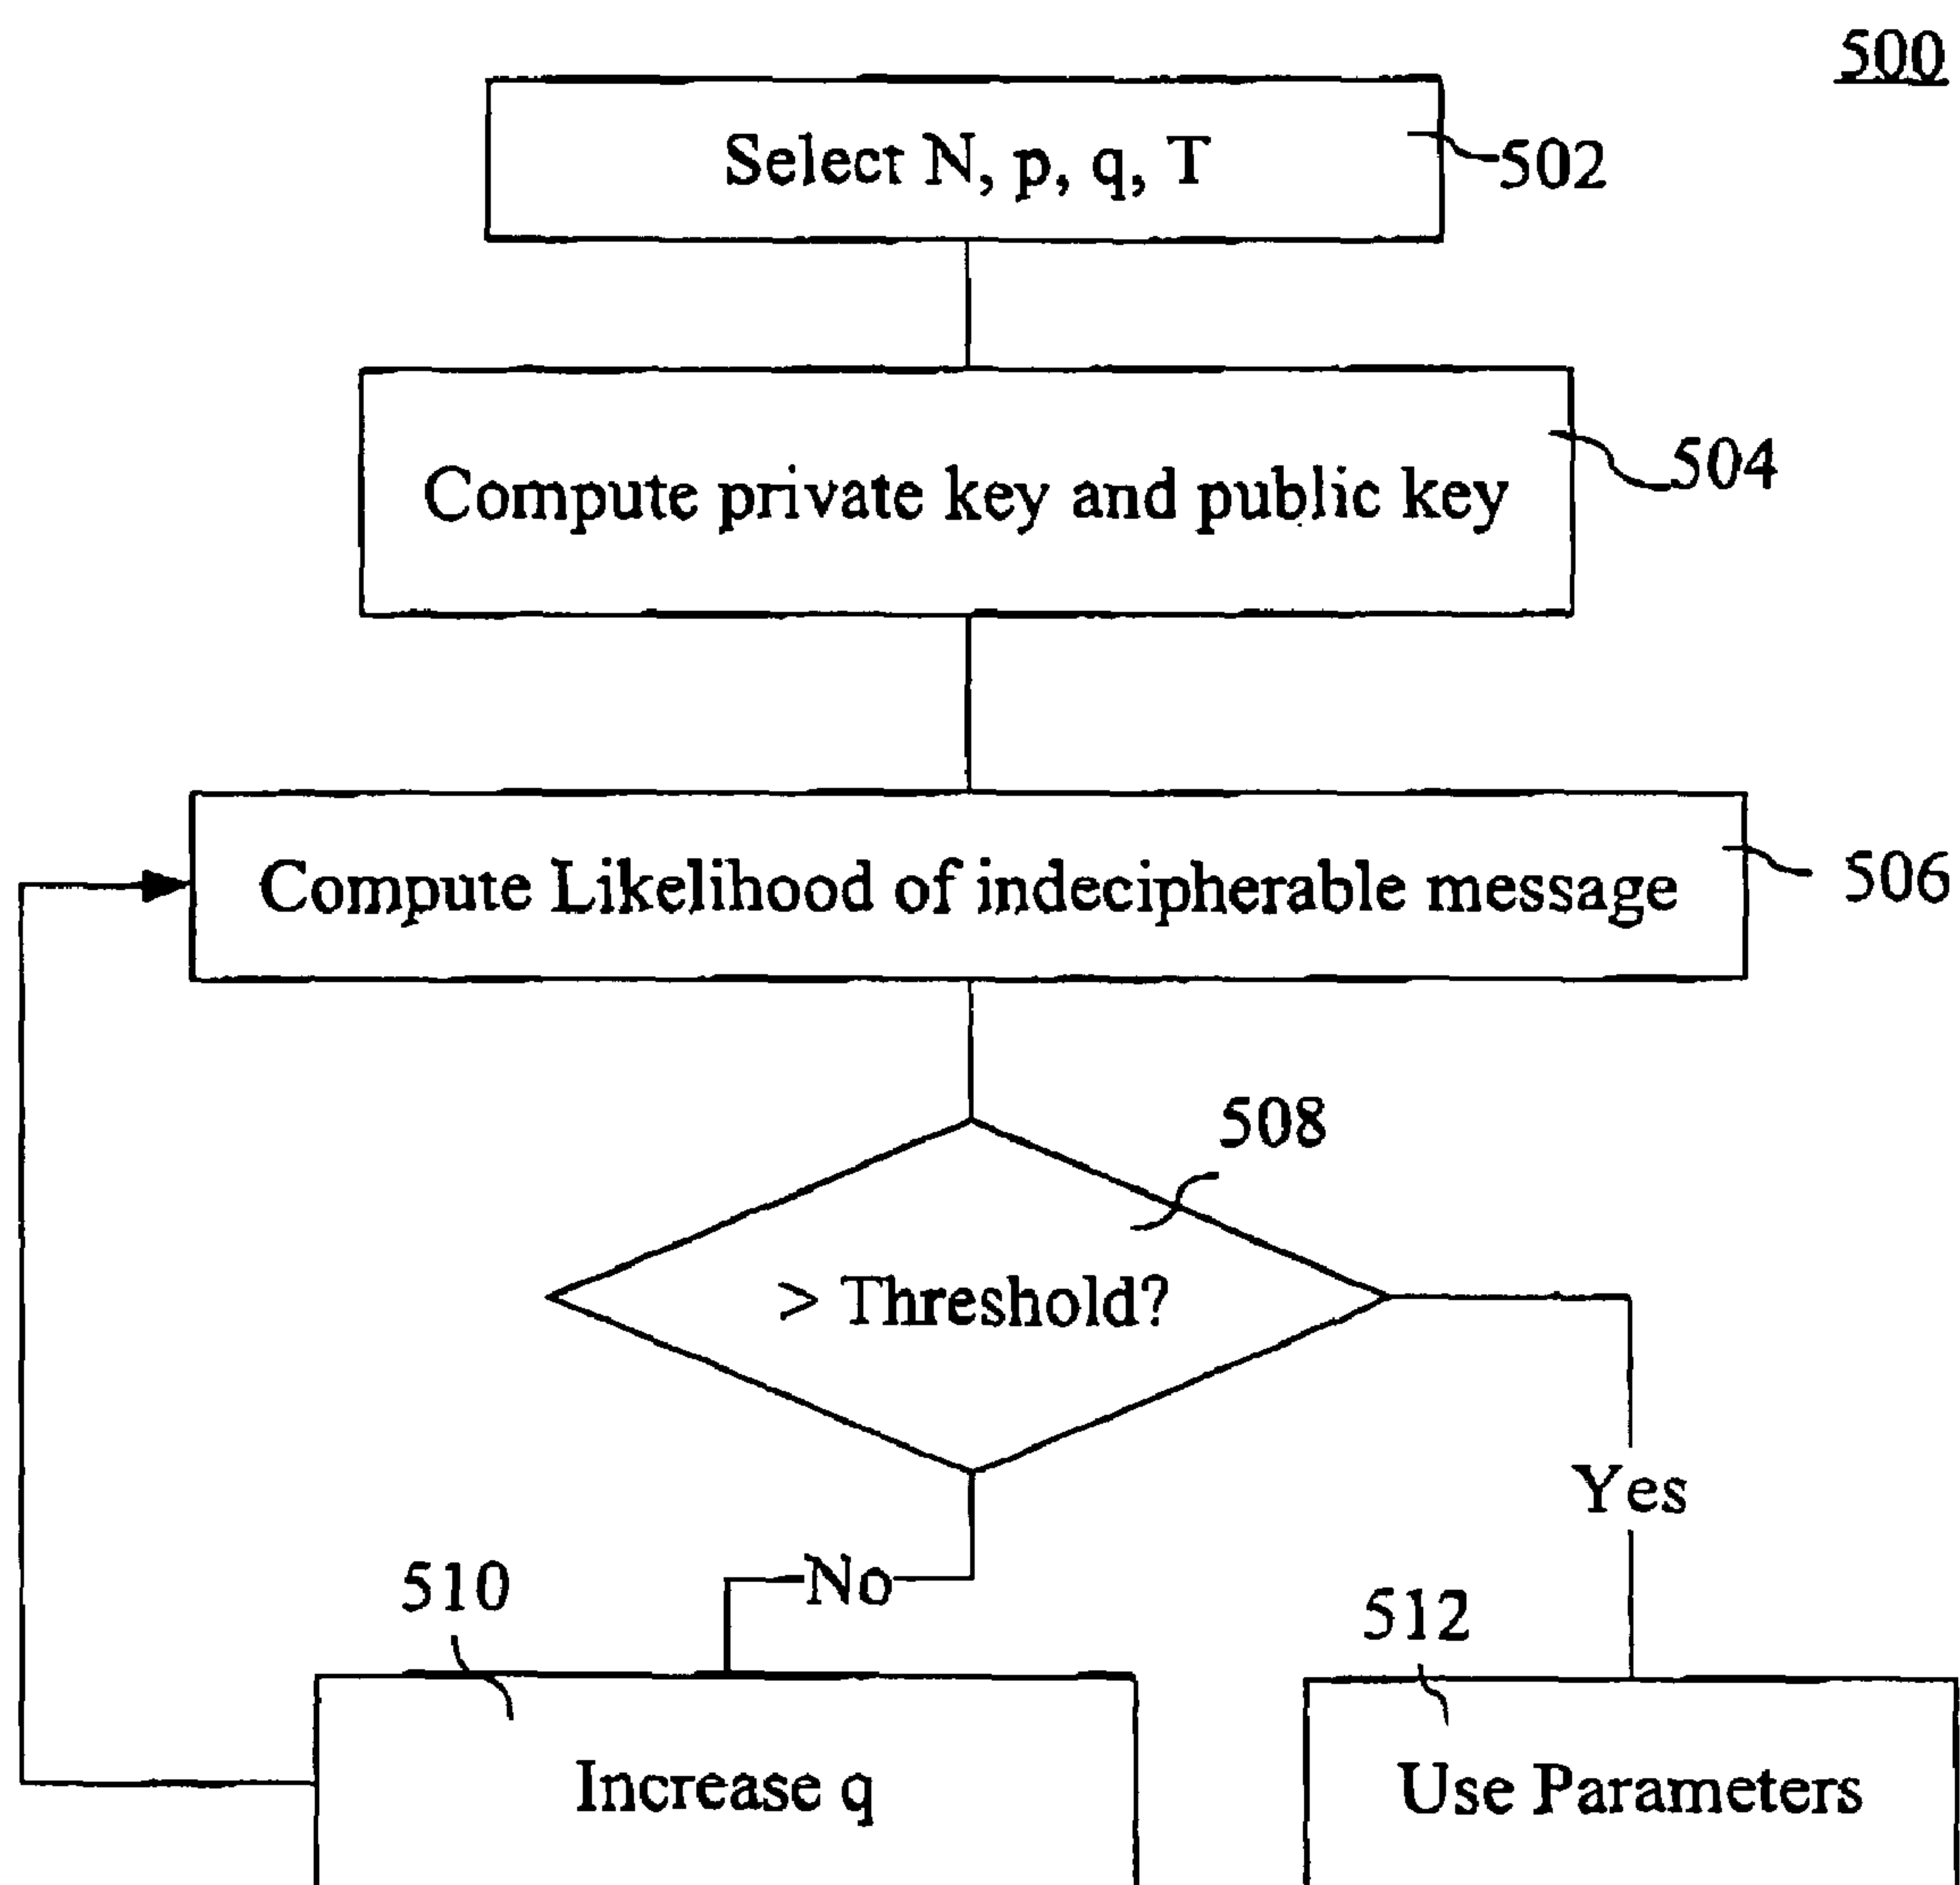 500
Select N, p, q, T
502
Compute private key and public key
504
Compute Likelihood of indecipherable message
506
508
> Threshold?
Yes
No
510
512
Increase q
Use Parameters